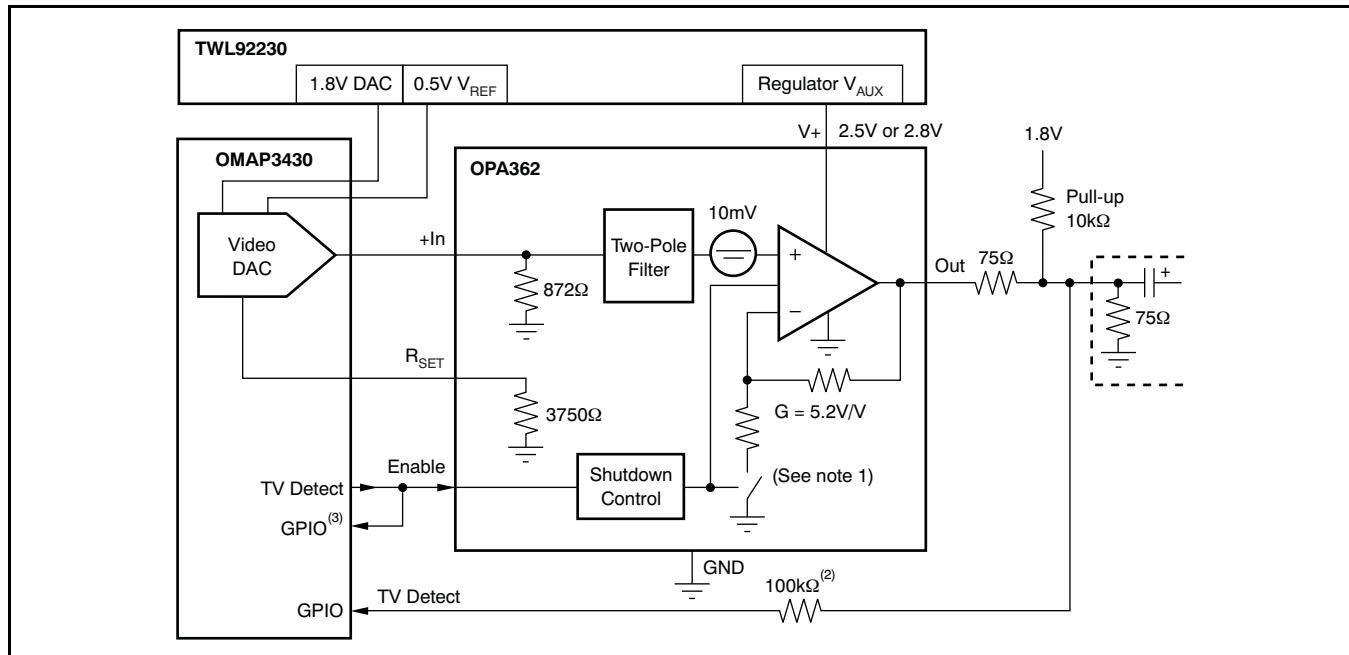 TWL92230
1.8V DAC
0.5V VREF
Regulator VAUX
V+
2.5V or 2.8V
1.8V
OMAP3430
OPA362
Pull-up
10kΩ
Video
DAC
+In
Two-Pole
Filter
10mV
+
−
Out
75Ω
+
872Ω
75Ω
RSET
3750Ω
G = 5.2V/V
Enable
Shutdown
Control
(See note 1)
TV Detect
GPIO(3)
GND
100kΩ(2)
GPIO
TV Detect